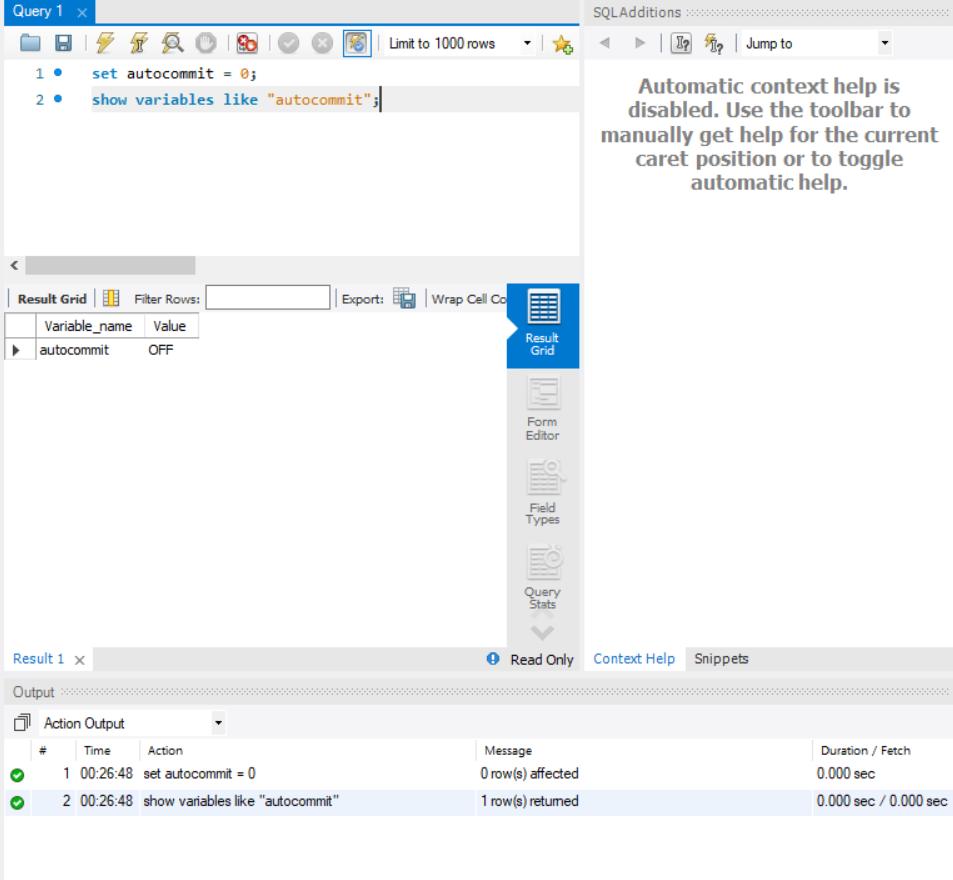 Query 1
SQLAdditions
Limit to 1000 rows
Jump to
1 set autocommit = 0;
2 show variables like "autocommit";
Automatic context help is
disabled. Use the toolbar to
manually get help for the current
caret position or to toggle
automatic help.
Result Grid Filter Rows: Export: Wrap Cell Co
Variable_name Value
autocommit OFF
Result
Grid
Form
Editor
Field
Types
Query
Stats
Result 1 Read Only
Context Help Snippets
Output
Action Output
# Time Action Message Duration / Fetch
1 00:26:48 set autocommit = 0 0 row(s) affected 0.000 sec
2 00:26:48 show variables like "autocommit" 1 row(s) returned 0.000 sec / 0.000 sec